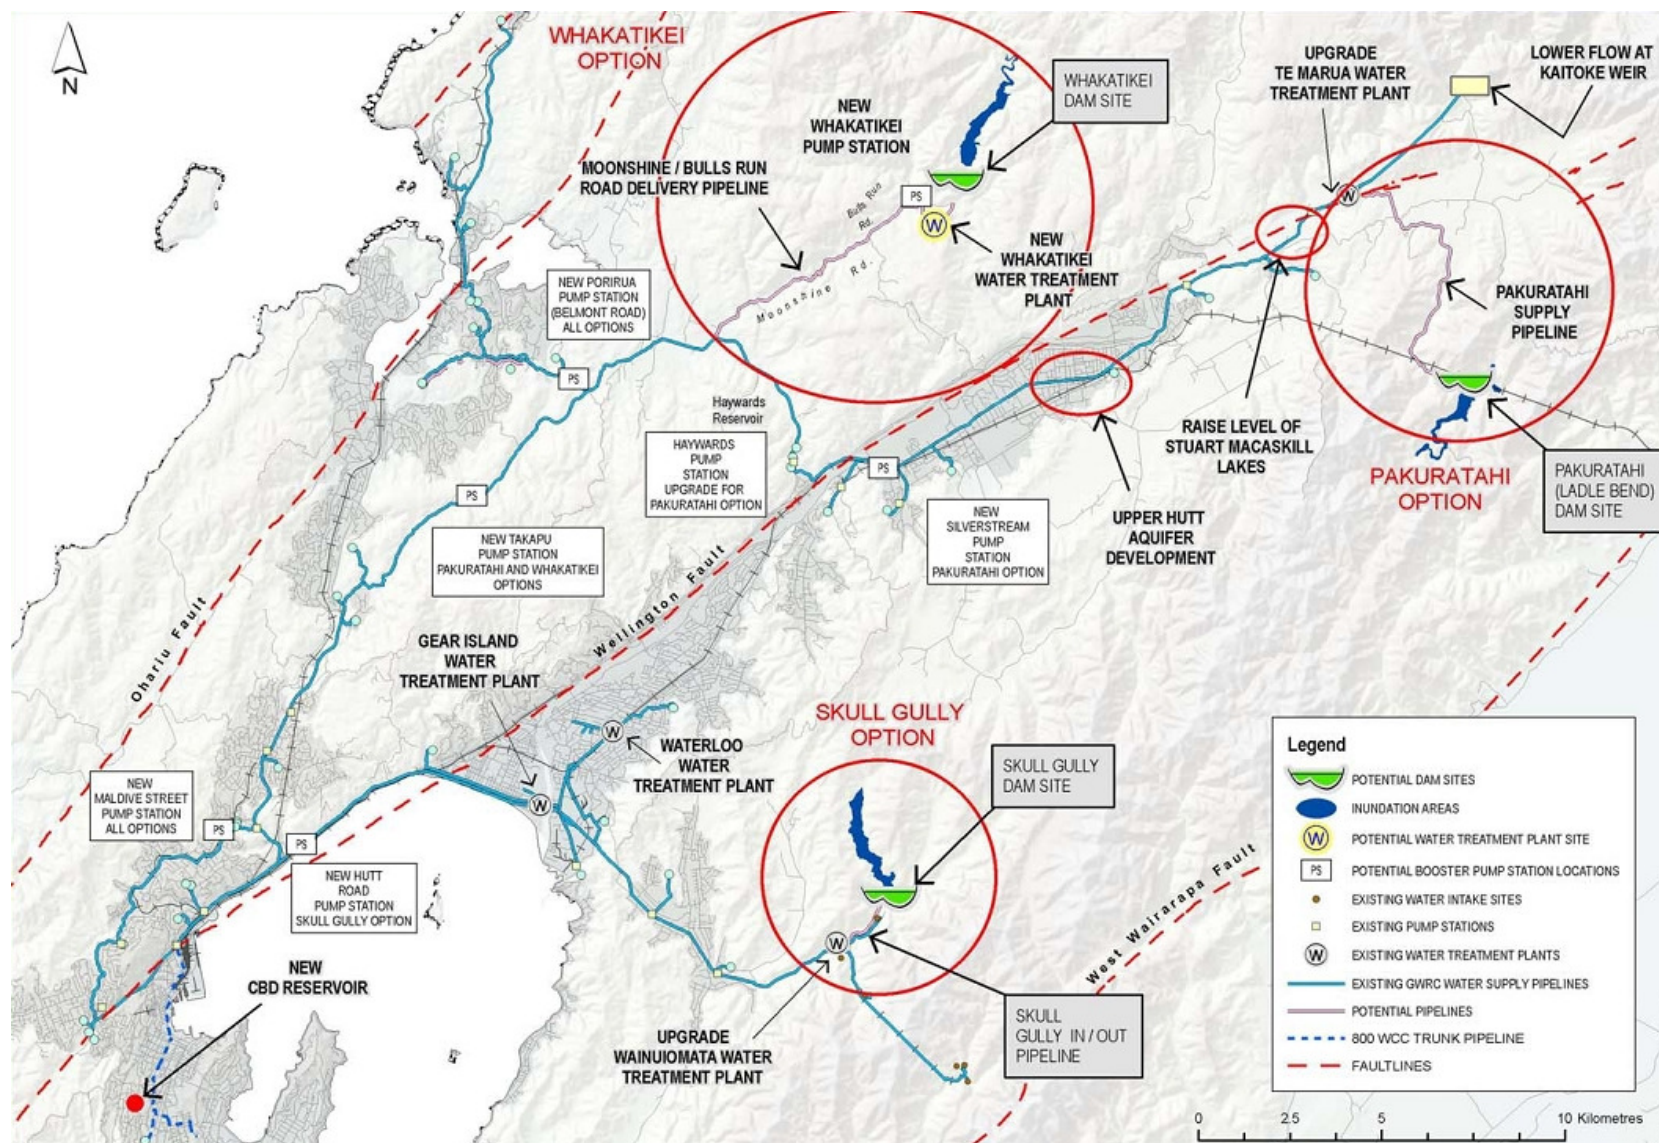 N
WHAKATIKEI
OPTION
NEW
WHAKATIKEI
PUMP STATION
WHAKATIKEI
DAM SITE
UPGRADE
TE MARUA WATER
TREATMENT PLANT
LOWER FLOW AT
KAITOKE WEIR
MOONSHINE / BULLS RUN
ROAD DELIVERY PIPELINE
Bulls Run
Rd.
PS
W
W
Moonshine Rd.
NEW
WHAKATIKEI
WATER TREATMENT
PLANT
NEW PORIRUA
PUMP STATION
(BELMONT ROAD)
ALL OPTIONS
PS
PAKURATAHI
SUPPLY
PIPELINE
Haywards
Reservoir
HAYWARDS
PUMP
STATION
UPGRADE FOR
PAKURATAHI OPTION
PS
RAISE LEVEL OF
STUART MACASKILL
LAKES
PAKURATAHI
OPTION
PAKURATAHI
(LADLE BEND)
DAM SITE
PS
NEW TAKAPU
PUMP STATION
PAKURATAHI AND WHAKATIKEI
OPTIONS
NEW
SILVERSTREAM
PUMP
STATION
PAKURATAHI OPTION
UPPER HUTT
AQUIFER
DEVELOPMENT
Ohariu Fault
Wellington Fault
GEAR ISLAND
WATER
TREATMENT PLANT
W
WATERLOO
WATER
TREATMENT PLANT
W
SKULL GULLY
OPTION
SKULL GULLY
DAM SITE
NEW
MALDIVE STREET
PUMP STATION
ALL OPTIONS
PS
PS
NEW HUTT
ROAD
PUMP STATION
SKULL GULLY OPTION
W
West Wairarapa Fault
NEW
CBD RESERVOIR
UPGRADE
WAINUIOMATA WATER
TREATMENT PLANT
SKULL
GULLY IN / OUT
PIPELINE
Legend
POTENTIAL DAM SITES
INUNDATION AREAS
W POTENTIAL WATER TREATMENT PLANT SITE
PS POTENTIAL BOOSTER PUMP STATION LOCATIONS
EXISTING WATER INTAKE SITES
EXISTING PUMP STATIONS
W EXISTING WATER TREATMENT PLANTS
EXISTING GWRC WATER SUPPLY PIPELINES
POTENTIAL PIPELINES
800 WCC TRUNK PIPELINE
FAULTLINES
0 2.5 5 10 Kilometres